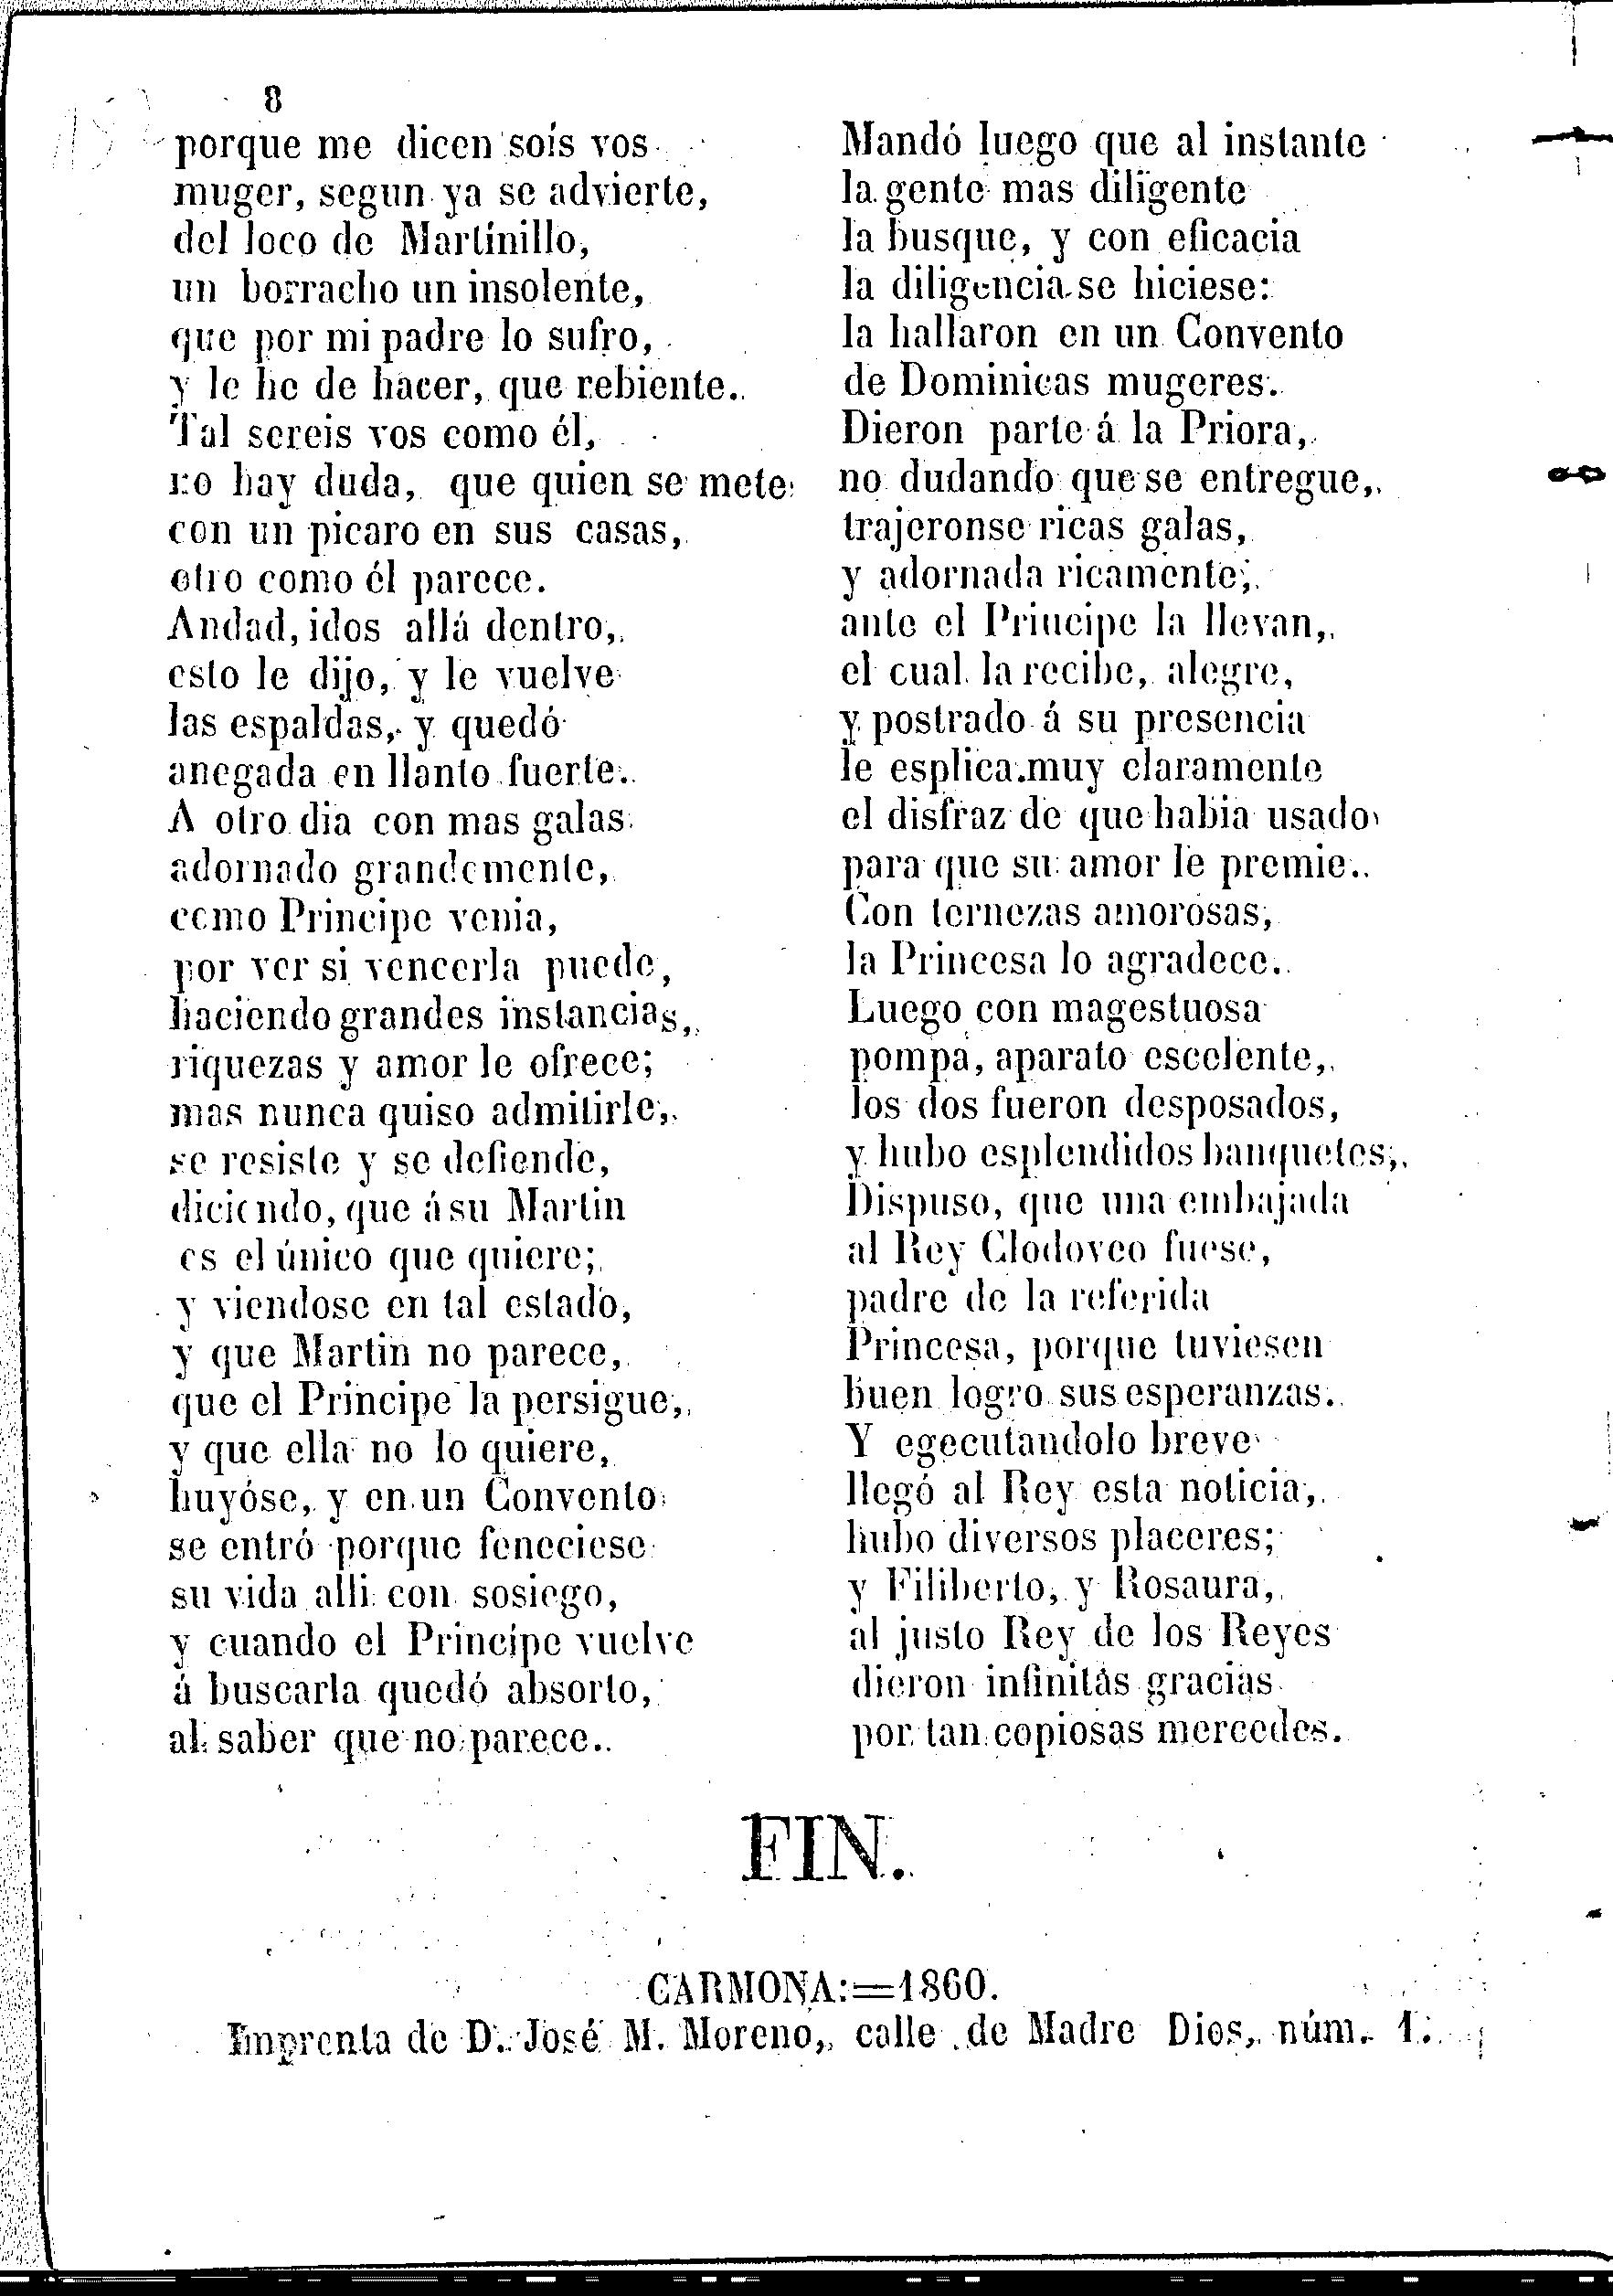 8
porque me dicen sois vos
muger, segun ya se advierte,
del loco de Martinillo,
un borracho un insolente,
que por mi padre lo sufro,
y le he de hacer, que rebiente.
Tal sereis vos como él,
no hay duda, que quien se mete
con un picaro en sus casas,
otro como él parece.
Andad, idos allá dentro,
esto le dijo, y le vuelve
las espaldas, y quedó
anegada en llanto fuerte.
A otro dia con mas galas
adornado grandemente,
como Principe venia,
por ver si vencerla puede,
haciendo grandes instancias,
riquezas y amor le ofrece;
mas nunca quiso admitirle,
se resiste y se defiende,
diciendo, que á su Martin
es el único que quiere;
y viendose en tal estado,
y que Martin no parece,
que el Principe la persigue,
y que ella no lo quiere,
huyóse, y en un Convento
se entró porque feneciese
su vida alli con sosiego,
y cuando el Principe vuelve
á buscarla quedó absorto,
al saber que no parece.
Mandó luego que al instante
la gente mas diligente
la busque, y con eficacia
la diligencia se hiciese:
la hallaron en un Convento
de Dominicas mugeres.
Dieron parte á la Priora,
no dudando que se entregue,
trajeronse ricas galas,
y adornada ricamente,
ante el Principe la llevan,
el cual la recibe, alegre,
y postrado á su presencia
le esplica muy claramente
el disfraz de que habia usado
para que su amor le premie.
Con ternezas amorosas,
la Princesa lo agradece.
Luego con magestuosa
pompa, aparato escelente,
los dos fueron desposados,
y hubo esplendidos banquetes,
Dispuso, que una embajada
al Rey Clodoveo fuese,
padre de la referida
Princesa, porque tuviesen
buen logro sus esperanzas.
Y egecutandolo breve
llegó al Rey esta noticia,
hubo diversos placeres;
y Filiberto, y Rosaura,
al justo Rey de los Reyes
dieron infinitas gracias
por tan copiosas mercedes.
FIN.
CARMONA:=1860.
Imprenta de D. José M. Moreno, calle de Madre Dios, núm. 1.